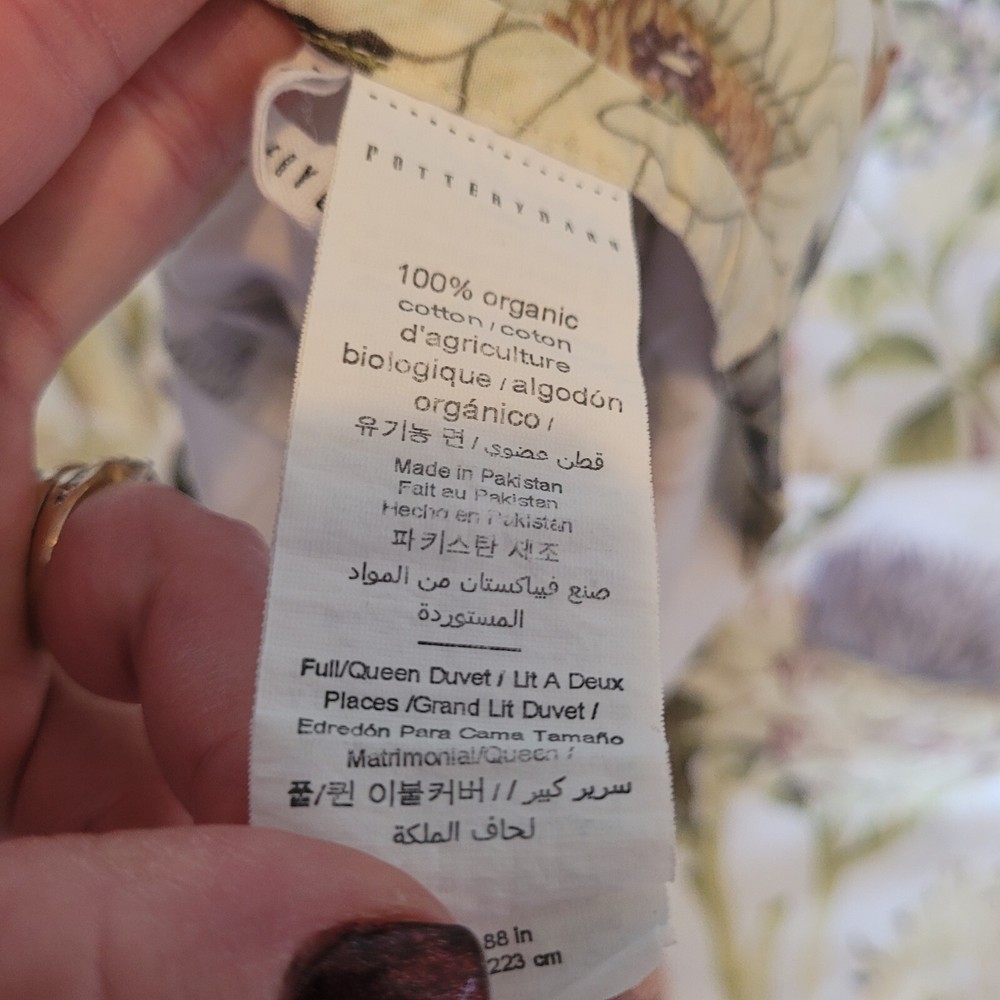 POTTERY BARN
100% organic
cotton / coton
d'agriculture
biologique / algodón
orgánico /
유기농 면 / قطن عضوي
Made in Pakistan
Fait au Pakistan
Hecho en Pakistán
파키스탄 제조
صنع فيباكستان من المواد
المستوردة
Full/Queen Duvet / Lit A Deux
Places /Grand Lit Duvet /
Edredón Para Cama Tamaño
Matrimonial/Queen /
풀/퀸 이불커버 / / سرير كبير
لحاف الملكة
88 in
223 cm